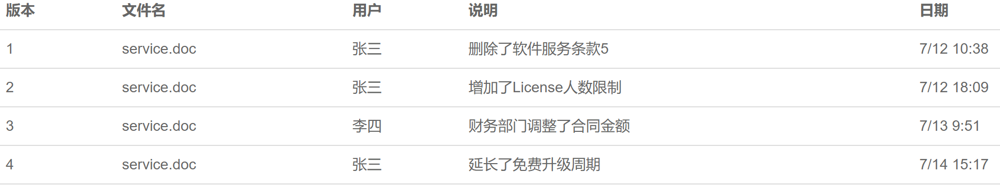 版本 文件名 用户 说明 日期
1 service.doc 张三 删除了软件服务条款5 7/12 10:38
2 service.doc 张三 增加了License人数限制 7/12 18:09
3 service.doc 李四 财务部门调整了合同金额 7/13 9:51
4 service.doc 张三 延长了免费升级周期 7/14 15:17